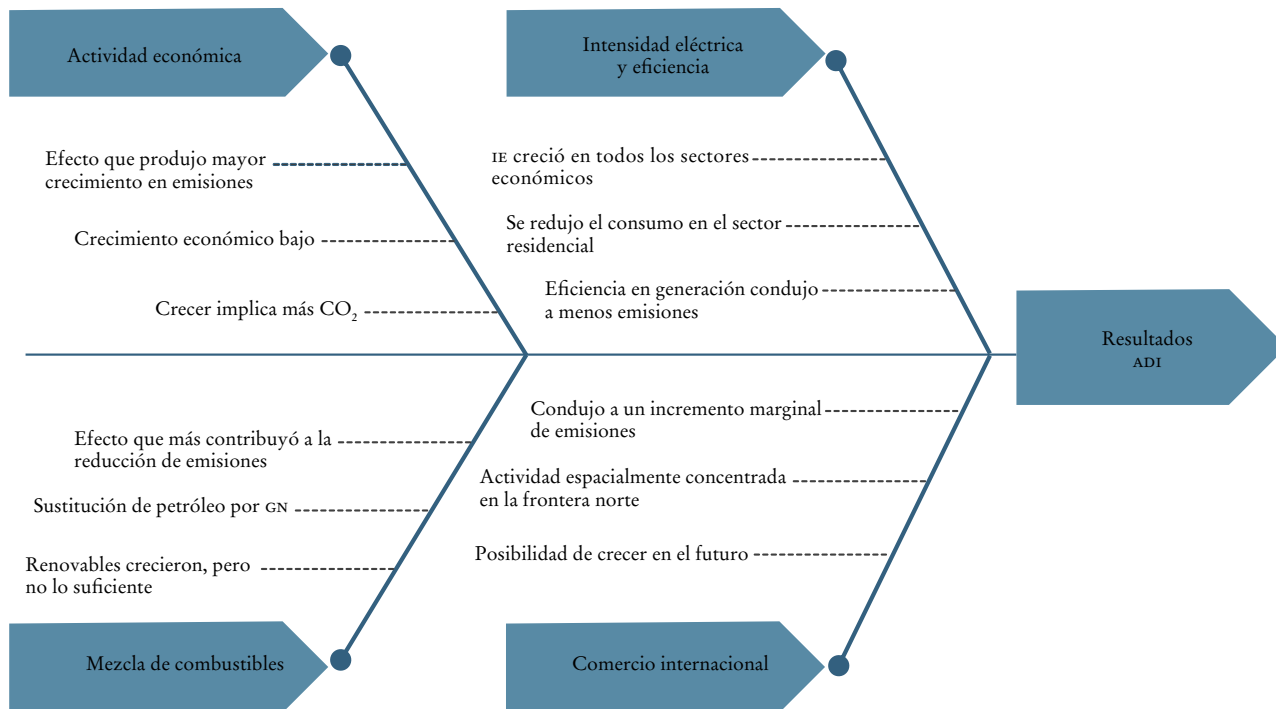 Actividad económica
Efecto que produjo mayor
crecimiento en emisiones
Crecimiento económico bajo
Crecer implica más CO₂
Intensidad eléctrica
y eficiencia
IE creció en todos los sectores
económicos
Se redujo el consumo en el sector
residencial
Eficiencia en generación condujo
a menos emisiones
Resultados
ADI
Efecto que más contribuyó a la
reducción de emisiones
Sustitución de petróleo por GN
Renovables crecieron, pero
no lo suficiente
Mezcla de combustibles
Condujo a un incremento marginal
de emisiones
Actividad espacialmente concentrada
en la frontera norte
Posibilidad de crecer en el futuro
Comercio internacional